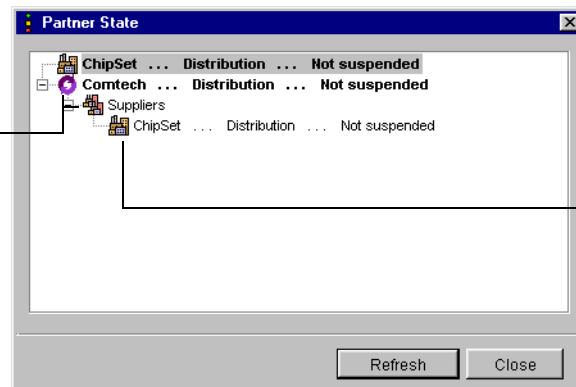 Partner State
ChipSet ... Distribution ... Not suspended
Comtech ... Distribution ... Not suspended
Suppliers
ChipSet ... Distribution ... Not suspended
Refresh Close